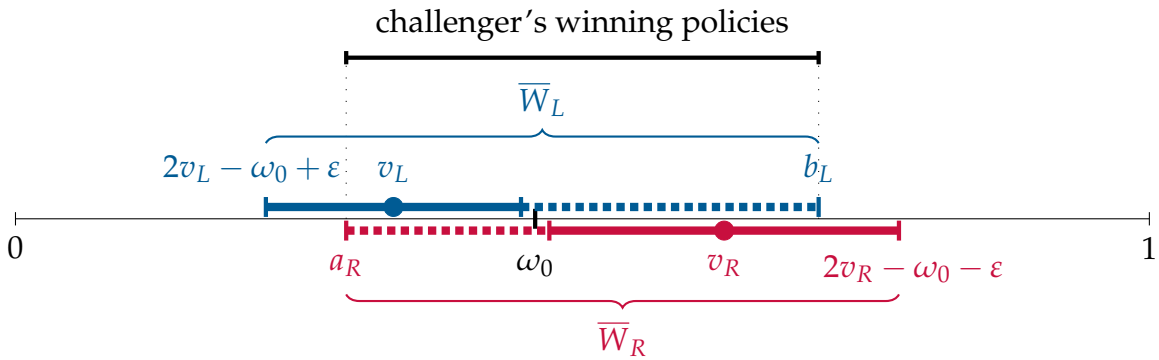 challenger's winning policies
W̅_L
2v_L − ω_0 + ε v_L b_L
0 a_R ω_0 v_R 2v_R − ω_0 − ε 1
W̅_R